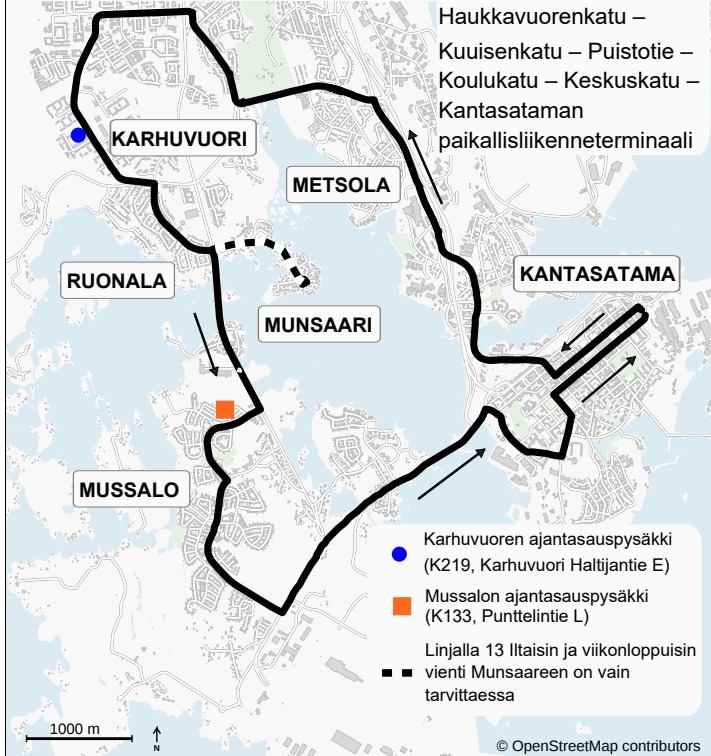 Haukkavuorenkatu –
Kuuisenkatu – Puistotie –
Koulukatu – Keskuskatu –
Kantasataman
paikallisliikenneterminaali
KARHUVUORI
METSOLA
KANTASATAMA
RUONALA
MUNSAARI
MUSSALO
Karhuvuoren ajantasauspysäkki
(K219, Karhuvuori Haltijantie E)
Mussalon ajantasauspysäkki
(K133, Punttelintie L)
Linjalla 13 Iltaisin ja viikonloppuisin
vienti Munsaareen on vain
tarvittaessa
1000 m
N
© OpenStreetMap contributors